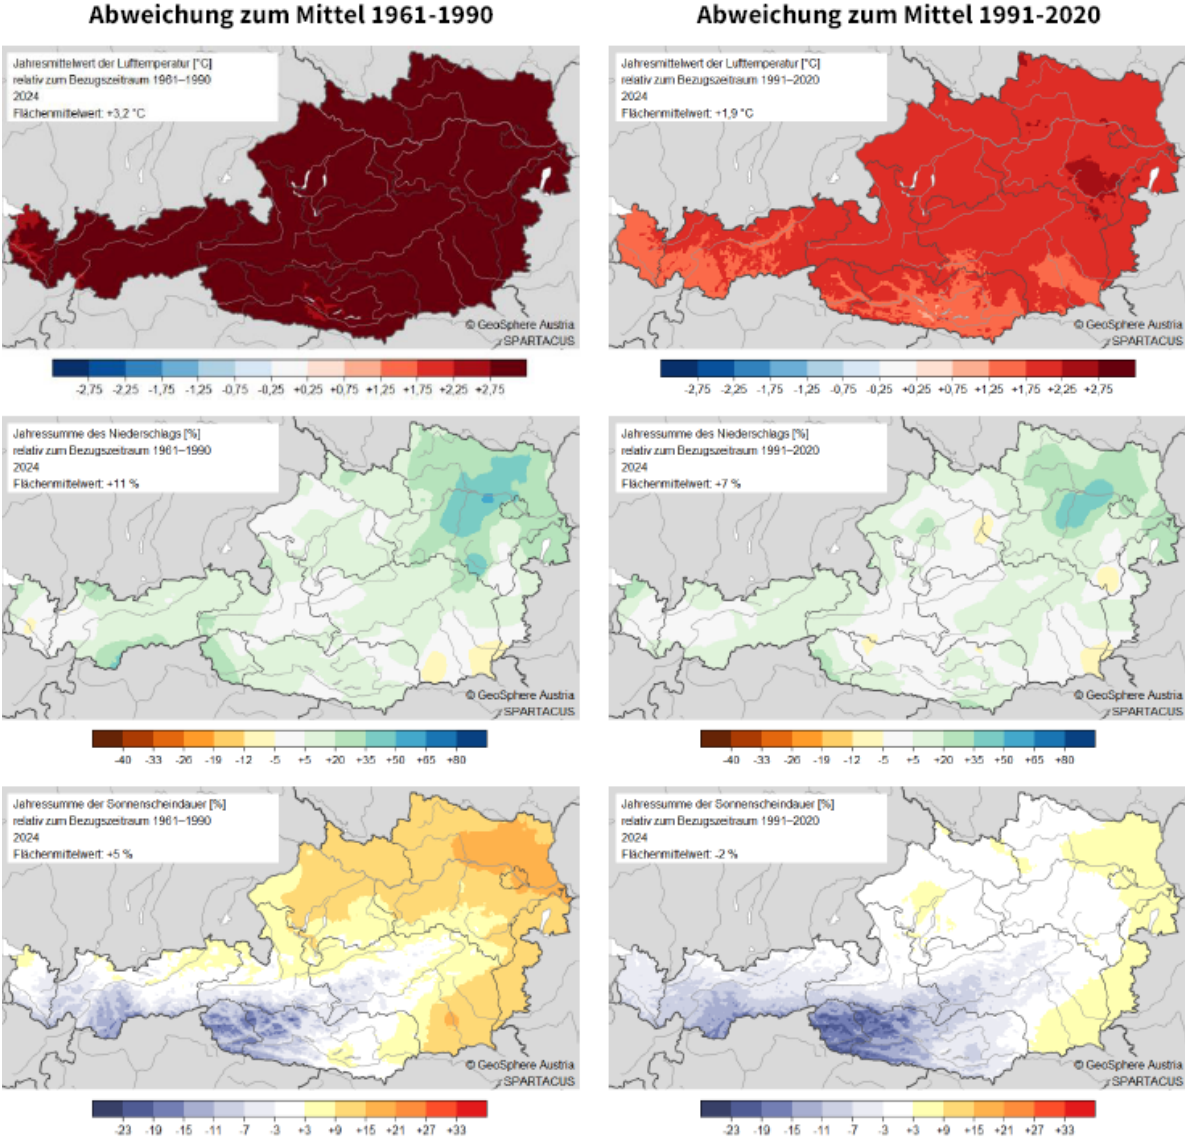 Abweichung zum Mittel 1961-1990
Abweichung zum Mittel 1991-2020
Jahresmittelwert der Lufttemperatur [°C]
relativ zum Bezugszeitraum 1961–1990
2024
Flächenmittelwert: +3,2 °C
© GeoSphere Austria
SPARTACUS
-2,75 -2,25 -1,75 -1,25 -0,75 -0,25 +0,25 +0,75 +1,25 +1,75 +2,25 +2,75
Jahresmittelwert der Lufttemperatur [°C]
relativ zum Bezugszeitraum 1991–2020
2024
Flächenmittelwert: +1,9 °C
© GeoSphere Austria
SPARTACUS
-2,75 -2,25 -1,75 -1,25 -0,75 -0,25 +0,25 +0,75 +1,25 +1,75 +2,25 +2,75
Jahressumme des Niederschlags [%]
relativ zum Bezugszeitraum 1961–1990
2024
Flächenmittelwert: +11 %
© GeoSphere Austria
SPARTACUS
-40 -33 -26 -19 -12 -5 +5 +20 +35 +50 +65 +80
Jahressumme des Niederschlags [%]
relativ zum Bezugszeitraum 1991–2020
2024
Flächenmittelwert: +7 %
© GeoSphere Austria
SPARTACUS
-40 -33 -26 -19 -12 -5 +5 +20 +35 +50 +65 +80
Jahressumme der Sonnenscheindauer [%]
relativ zum Bezugszeitraum 1961–1990
2024
Flächenmittelwert: +5 %
© GeoSphere Austria
SPARTACUS
-23 -19 -15 -11 -7 -3 +3 +9 +15 +21 +27 +33
Jahressumme der Sonnenscheindauer [%]
relativ zum Bezugszeitraum 1991–2020
2024
Flächenmittelwert: -2 %
© GeoSphere Austria
SPARTACUS
-23 -19 -15 -11 -7 -3 +3 +9 +15 +21 +27 +33